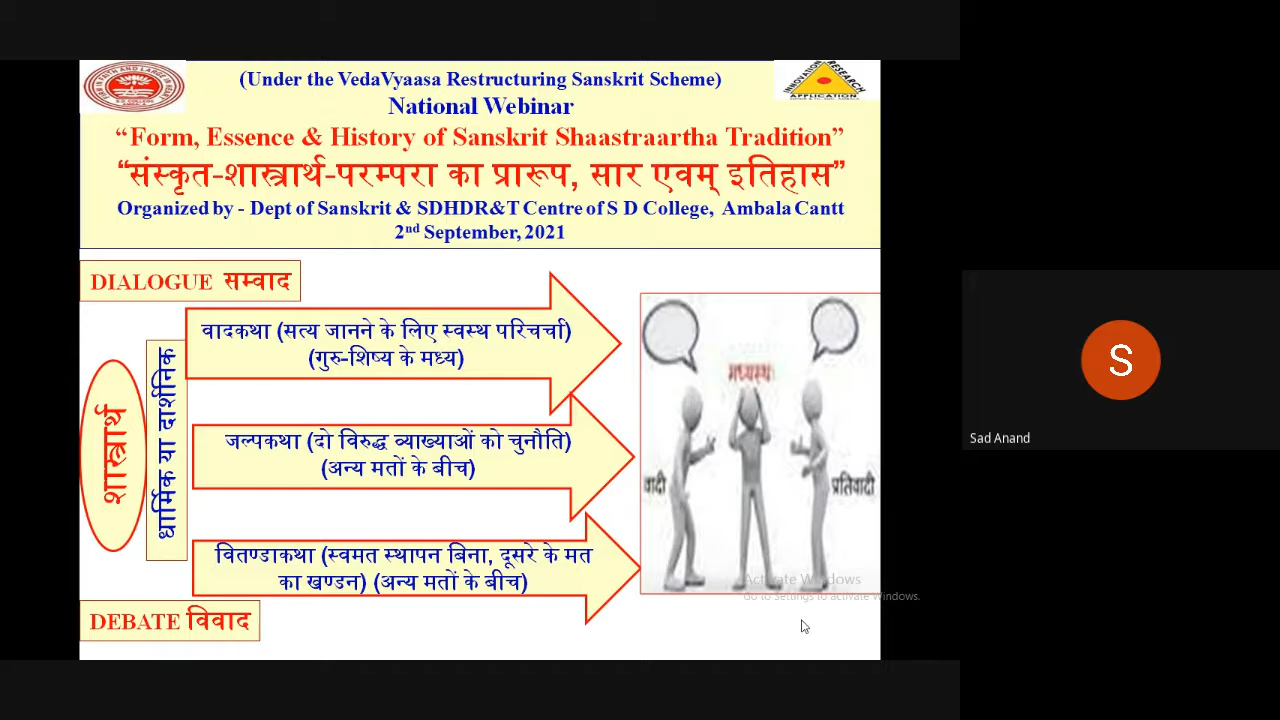 (Under the VedaVyaasa Restructuring Sanskrit Scheme)
National Webinar
“Form, Essence & History of Sanskrit Shaastraartha Tradition”
“संस्कृत-शास्त्रार्थ-परम्परा का प्रारूप, सार एवम् इतिहास”
Organized by - Dept of Sanskrit & SDHDR&T Centre of S D College, Ambala Cantt
2nd September, 2021
INNOVATION RESEARCH
APPLICATION
DIALOGUE सम्वाद
शास्त्रार्थ
धार्मिक या दार्शनिक
वादकथा (सत्य जानने के लिए स्वस्थ परिचर्चा)
(गुरु-शिष्य के मध्य)
जल्पकथा (दो विरुद्ध व्याख्याओं को चुनौति)
(अन्य मतों के बीच)
वितण्डाकथा (स्वमत स्थापन बिना, दूसरे के मत
का खण्डन) (अन्य मतों के बीच)
DEBATE विवाद
मध्यस्थ
वादी
प्रतिवादी
Activate Windows
Go to Settings to activate Windows.
S
Sad Anand